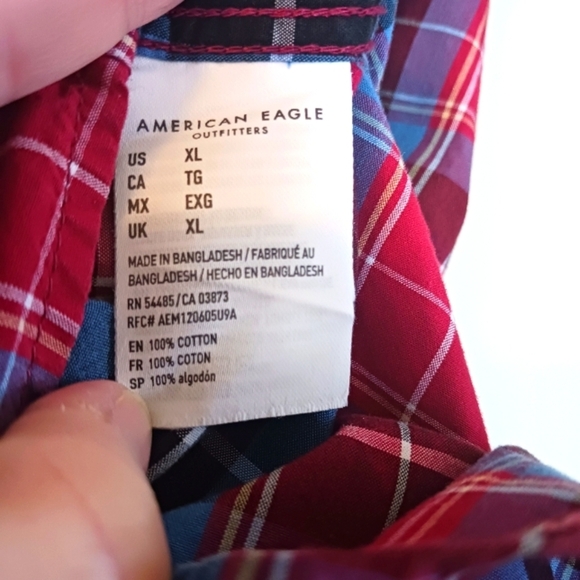 AMERICAN EAGLE
OUTFITTERS
US XL
CA TG
MX EXG
UK XL
MADE IN BANGLADESH / FABRIQUÉ AU
BANGLADESH / HECHO EN BANGLADESH
RN 54485/CA 03873
RFC# AEM120605U9A
EN 100% COTTON
FR 100% COTON
SP 100% algodón